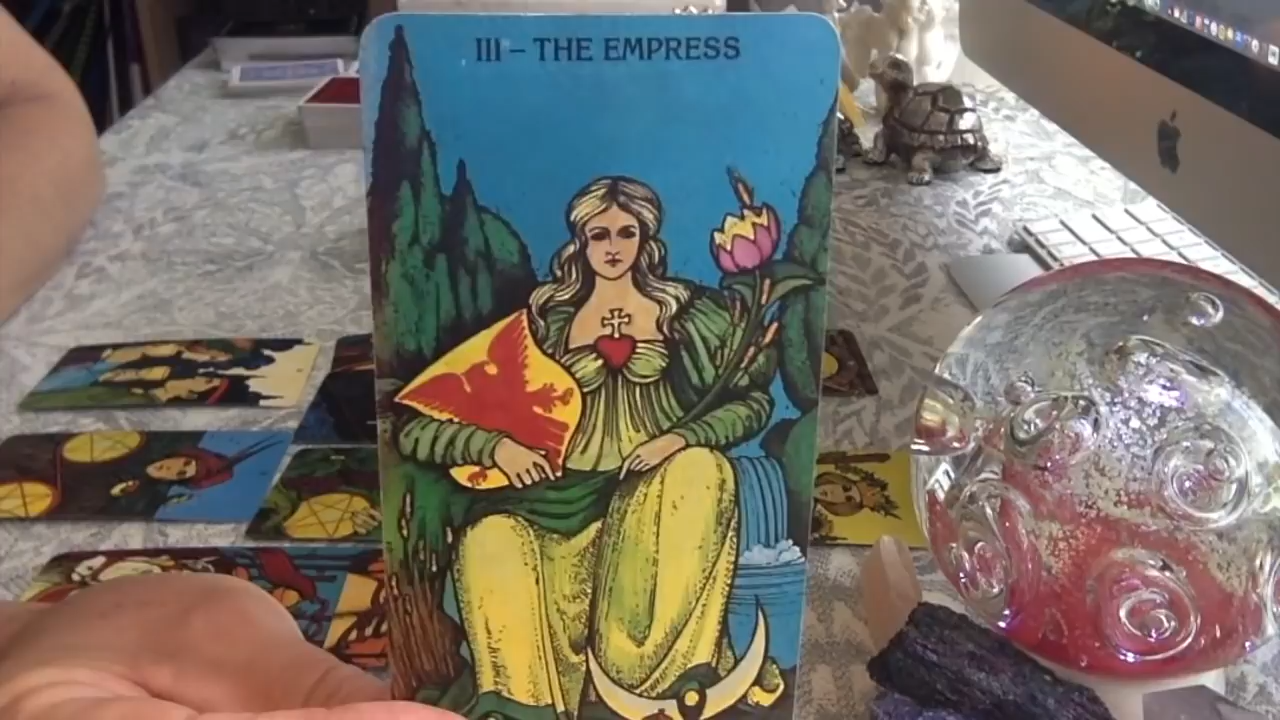 III – THE EMPRESS